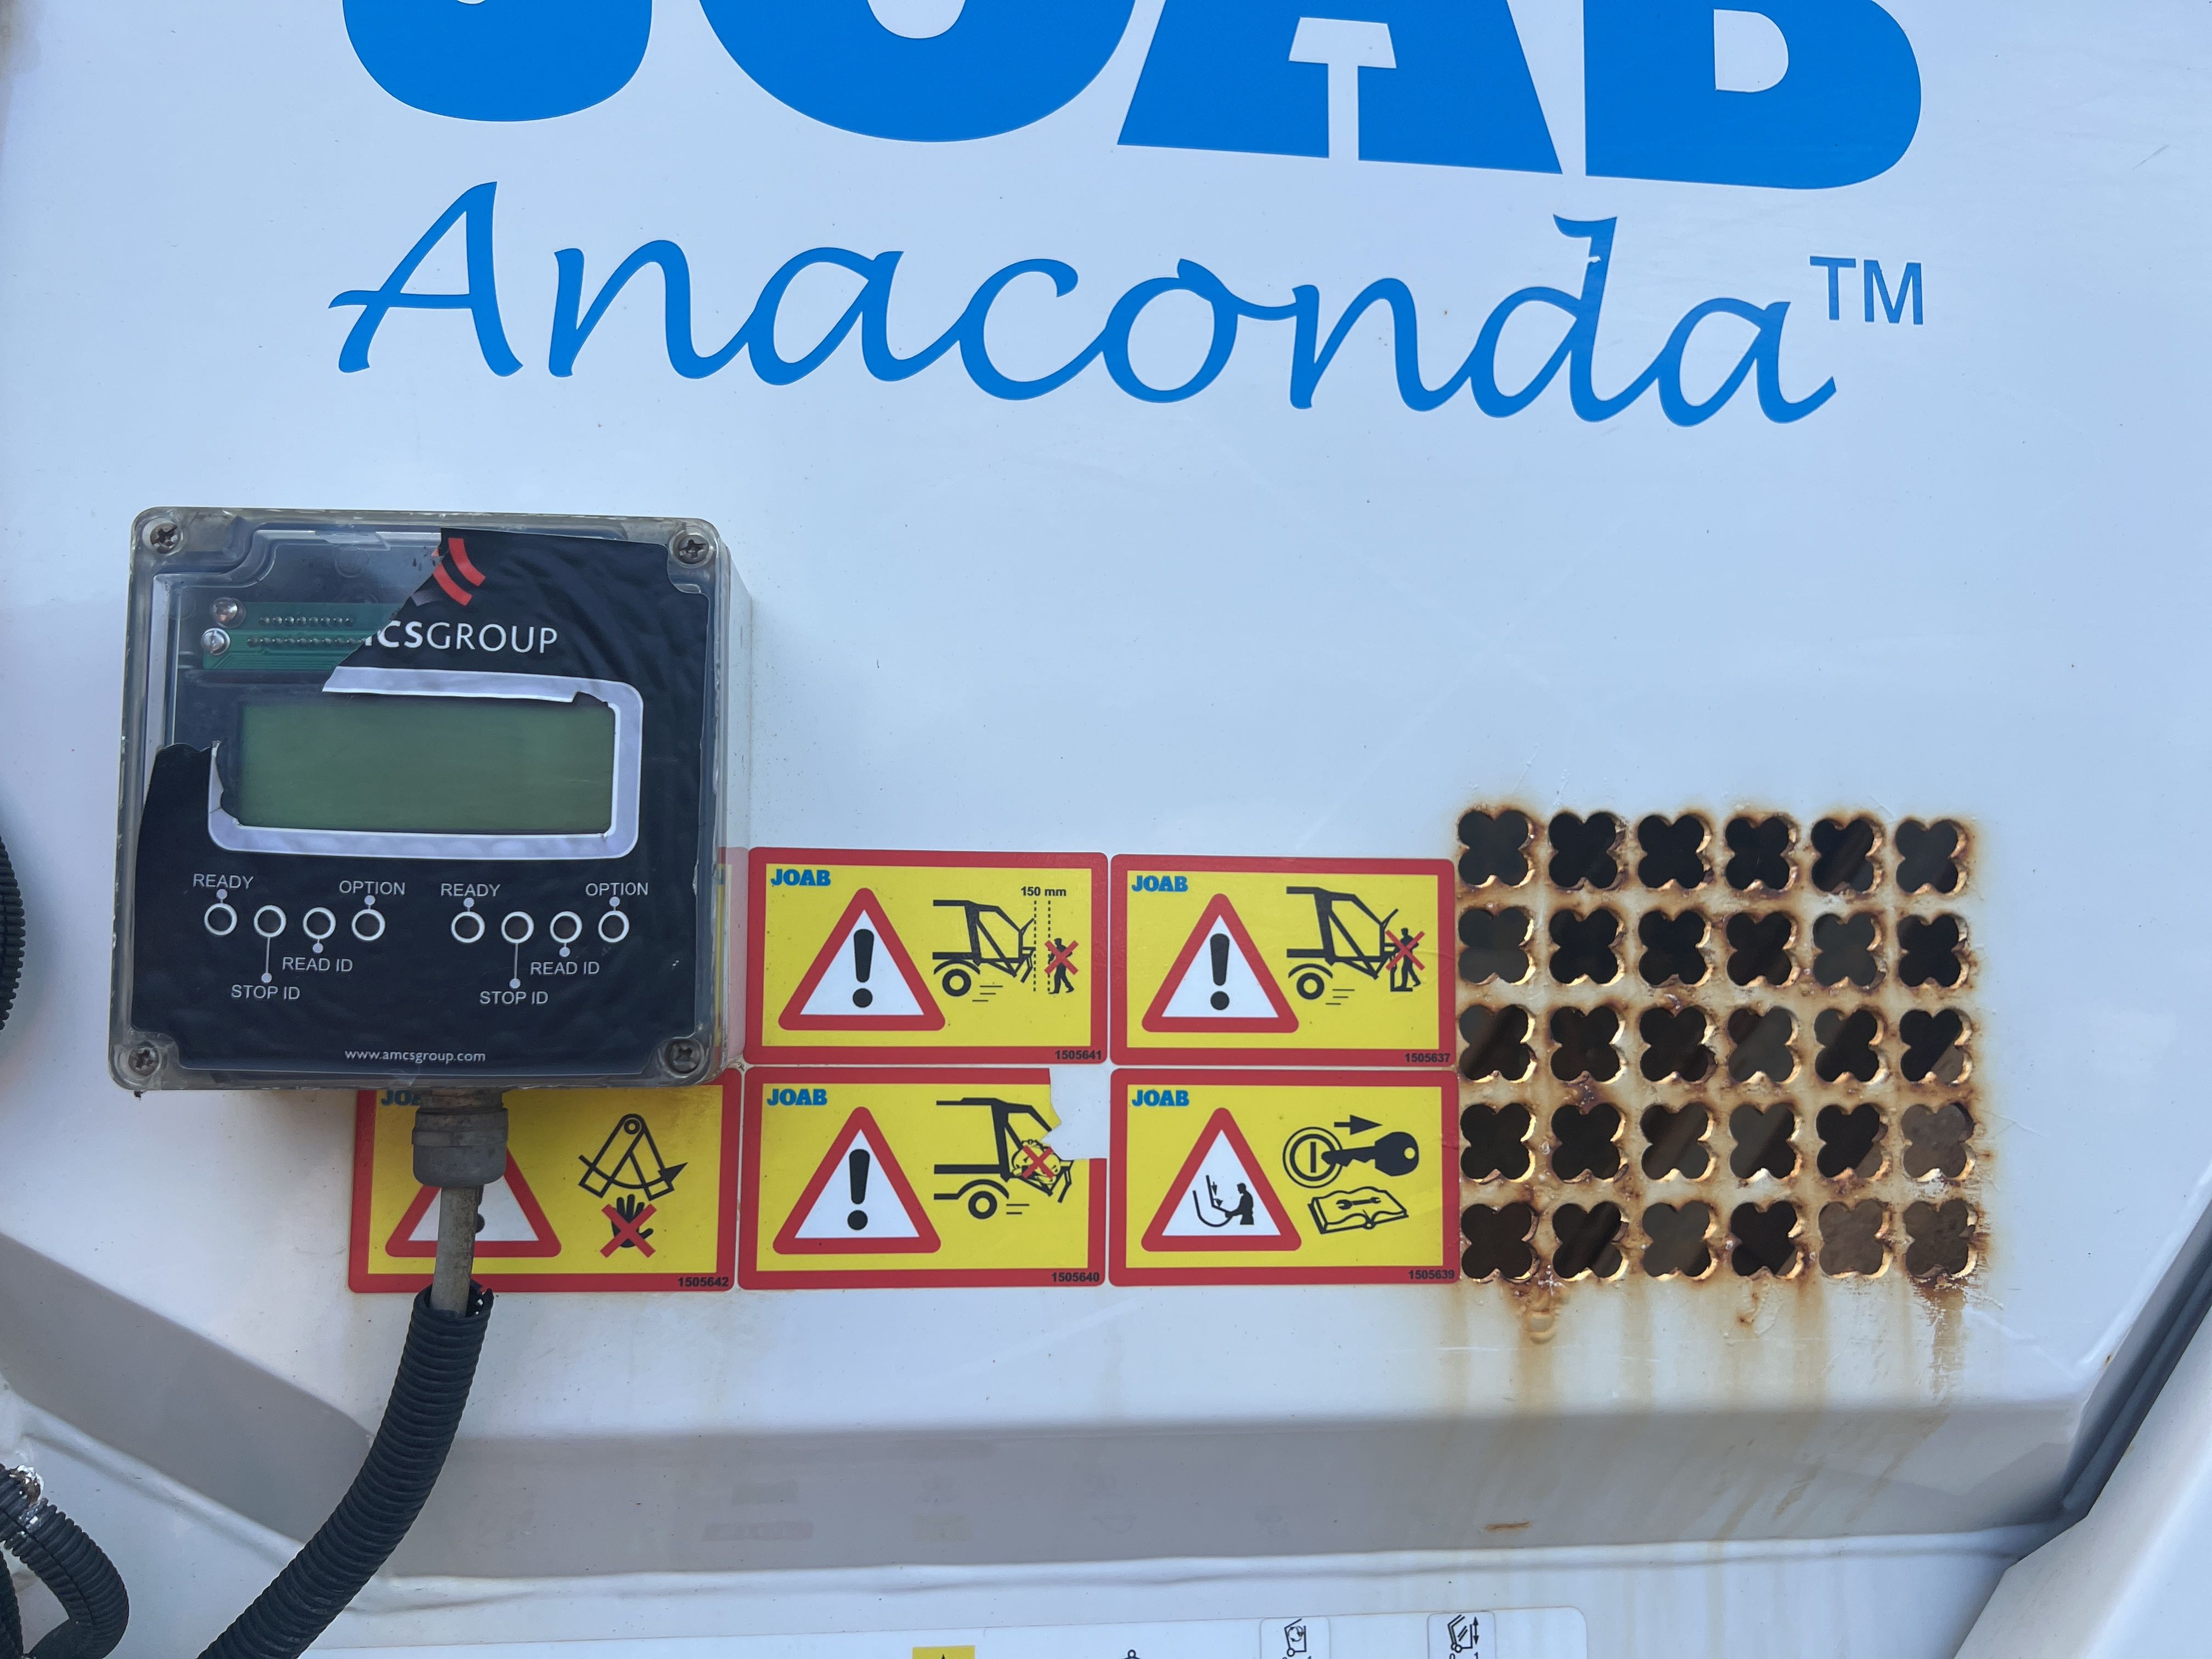 JOAB
Anaconda™
CSGROUP
READY OPTION READY OPTION
READ ID READ ID
STOP ID STOP ID
www.amcsgroup.com
JOAB
150 mm
1505641
JOAB
1505637
1505642
JOAB
1505640
JOAB
1505639